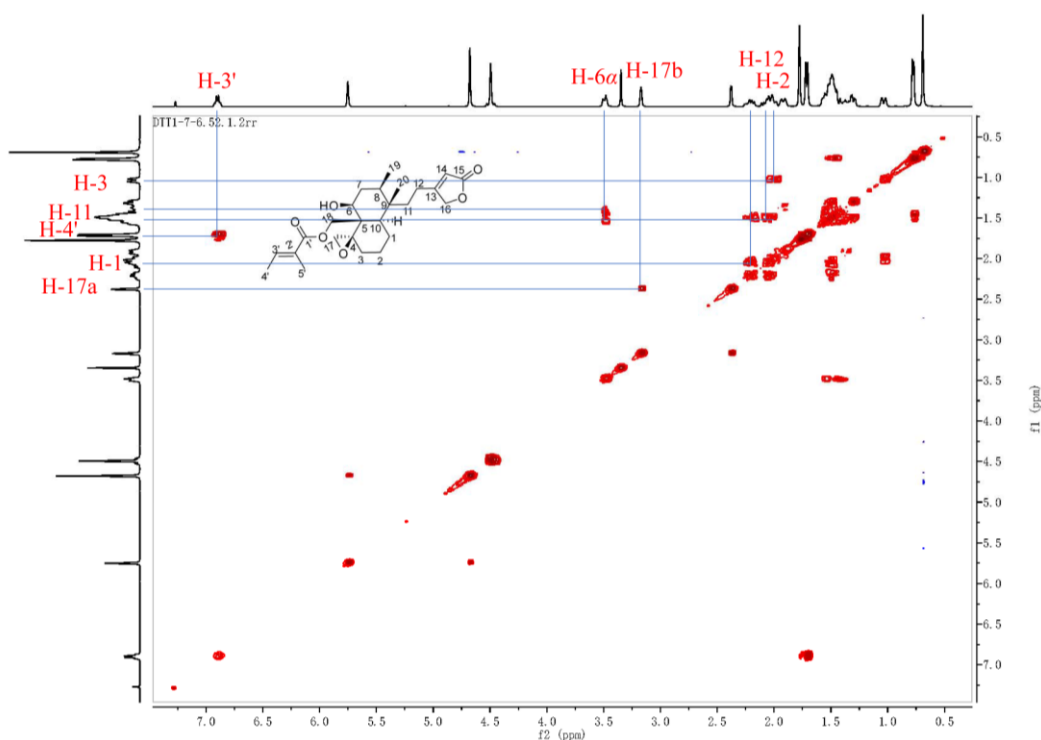 H-3'
H-6α
H-17b
H-12
H-2
DTT1-7-6.52.1.2rr
H-3
H-11
H-4'
H-1
H-17a
19
14
15
O
20
12
7
8
13
O
HO
6
9
11
16
18
5
10
H
O
O
1'
17
4
1
3'
2'
O
3
2
4'
5'
0.5
1.0
1.5
2.0
2.5
3.0
3.5
4.0
4.5
5.0
5.5
6.0
6.5
7.0
f1 (ppm)
7.0 6.5 6.0 5.5 5.0 4.5 4.0 3.5 3.0 2.5 2.0 1.5 1.0 0.5
f2 (ppm)